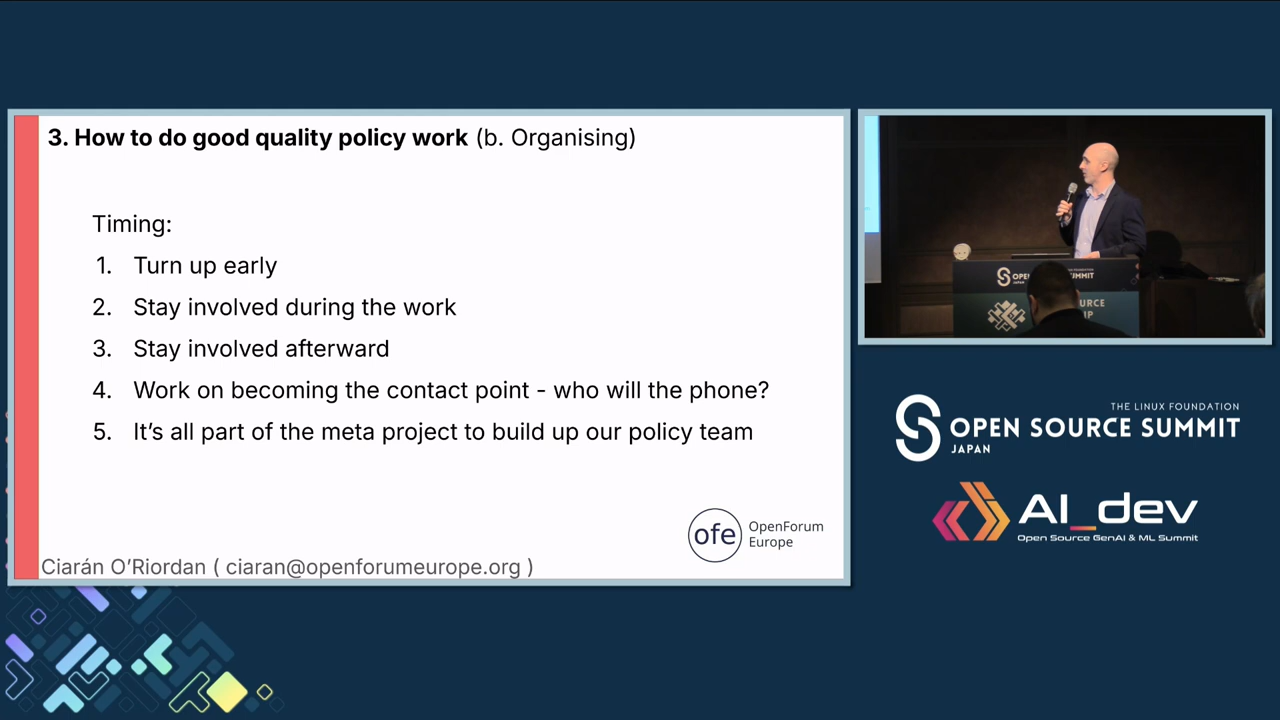 3. How to do good quality policy work (b. Organising)
Timing:
1. Turn up early
2. Stay involved during the work
3. Stay involved afterward
4. Work on becoming the contact point - who will the phone?
5. It's all part of the meta project to build up our policy team
ofe OpenForum
Europe
Ciarán O'Riordan ( ciaran@openforumeurope.org )
THE LINUX FOUNDATION
OPEN SOURCE SUMMIT
JAPAN
AI_dev
Open Source GenAI & ML Summit